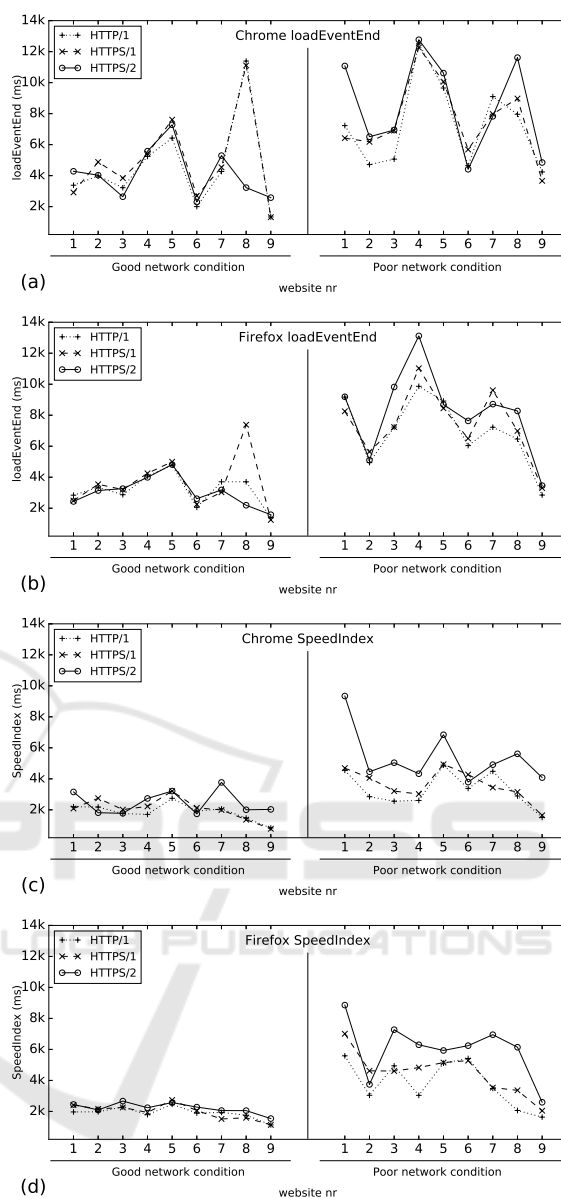 14k
Chrome loadEventEnd
HTTP/1
HTTPS/1
HTTPS/2
12k
10k
8k
6k
4k
2k
loadEventEnd (ms)
1 2 3 4 5 6 7 8 9 1 2 3 4 5 6 7 8 9
Good network condition Poor network condition
(a)
website nr
14k
Firefox loadEventEnd
HTTP/1
HTTPS/1
HTTPS/2
12k
10k
8k
6k
4k
2k
loadEventEnd (ms)
1 2 3 4 5 6 7 8 9 1 2 3 4 5 6 7 8 9
Good network condition Poor network condition
(b)
website nr
14k
Chrome SpeedIndex
HTTP/1
HTTPS/1
HTTPS/2
12k
10k
8k
6k
4k
2k
SpeedIndex (ms)
1 2 3 4 5 6 7 8 9 1 2 3 4 5 6 7 8 9
Good network condition Poor network condition
(c)
website nr
14k
Firefox SpeedIndex
HTTP/1
HTTPS/1
HTTPS/2
12k
10k
8k
6k
4k
2k
SpeedIndex (ms)
1 2 3 4 5 6 7 8 9 1 2 3 4 5 6 7 8 9
Good network condition Poor network condition
(d)
website nr
PRESS
PUBLICATIONS